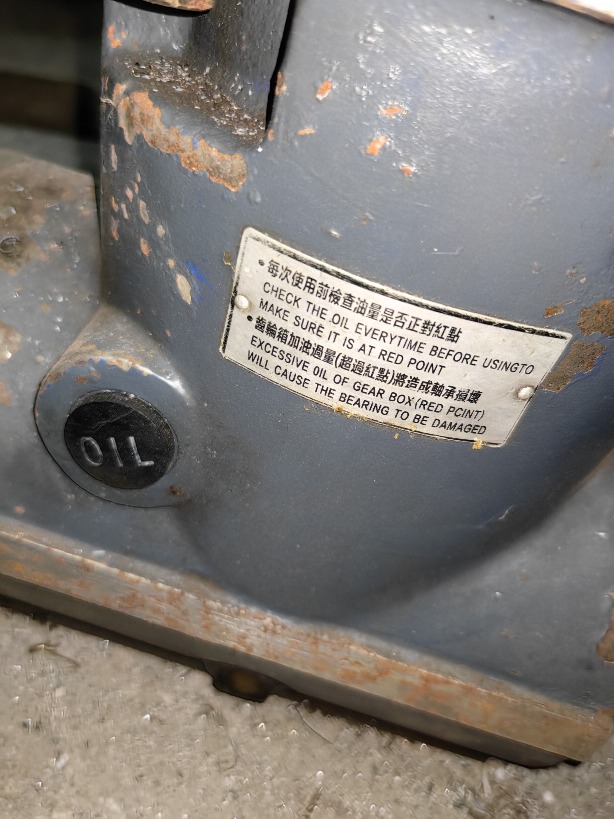 • 每次使用前檢查油量是否正對紅點
CHECK THE OIL EVERYTIME BEFORE USINGTO
MAKE SURE IT IS AT RED POINT
• 齒輪箱加油過量(超過紅點)將造成軸承損壞
EXCESSIVE OIL OF GEAR BOX (RED PCINT)
WILL CAUSE THE BEARING TO BE DAMAGED
OIL